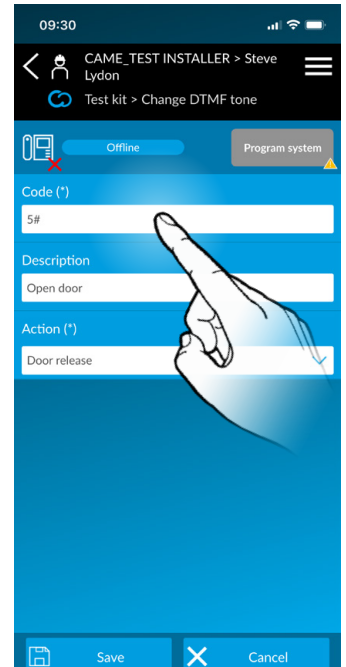 09:30
CAME_TEST INSTALLER > Steve
Lydon
Test kit > Change DTMF tone
Offline
Program system
Code (*)
5#
Description
Open door
Action (*)
Door release
Save
Cancel